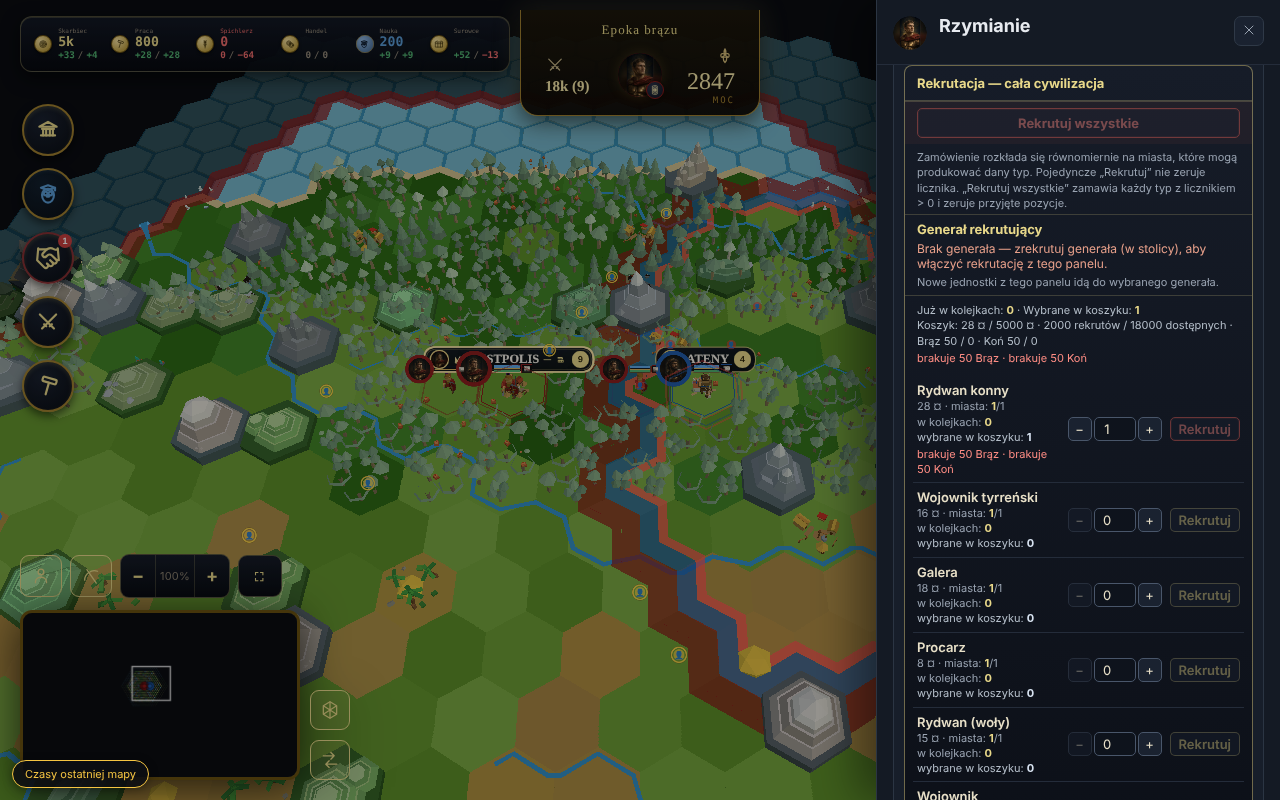 Skarbiec
5k
+33 / +4
Praca
800
+28 / +28
Spichlerz
0
0 / −64
Handel
0 / 0
Nauka
200
+9 / +9
Surowce
+52 / −13
Epoka brązu
18k (9)
2847
MOC
1
STPOLIS
9
ATENY
4
−
100%
+
Czasy ostatniej mapy
Rzymianie
Rekrutacja — cała cywilizacja
Rekrutuj wszystkie
Zamówienie rozkłada się równomiernie na miasta, które mogą
produkować dany typ. Pojedyncze „Rekrutuj” nie zeruje
licznika. „Rekrutuj wszystkie” zamawia każdy typ z licznikiem
> 0 i zeruje przyjęte pozycje.
Generał rekrutujący
Brak generała — zrekrutuj generała (w stolicy), aby
włączyć rekrutację z tego panelu.
Nowe jednostki z tego panelu idą do wybranego generała.
Już w kolejkach: 0 · Wybrane w koszyku: 1
Koszyk: 28 ¤ / 5000 ¤ · 2000 rekrutów / 18000 dostępnych ·
Brąz 50 / 0 · Koń 50 / 0
brakuje 50 Brąz · brakuje 50 Koń
Rydwan konny
28 ¤ · miasta: 1/1
w kolejkach: 0
wybrane w koszyku: 1
brakuje 50 Brąz · brakuje
50 Koń
− 1 + Rekrutuj
Wojownik tyrreński
16 ¤ · miasta: 1/1
w kolejkach: 0
wybrane w koszyku: 0
− 0 + Rekrutuj
Galera
18 ¤ · miasta: 1/1
w kolejkach: 0
wybrane w koszyku: 0
− 0 + Rekrutuj
Procarz
8 ¤ · miasta: 1/1
w kolejkach: 0
wybrane w koszyku: 0
− 0 + Rekrutuj
Rydwan (woły)
15 ¤ · miasta: 1/1
w kolejkach: 0
wybrane w koszyku: 0
− 0 + Rekrutuj
Wojownik